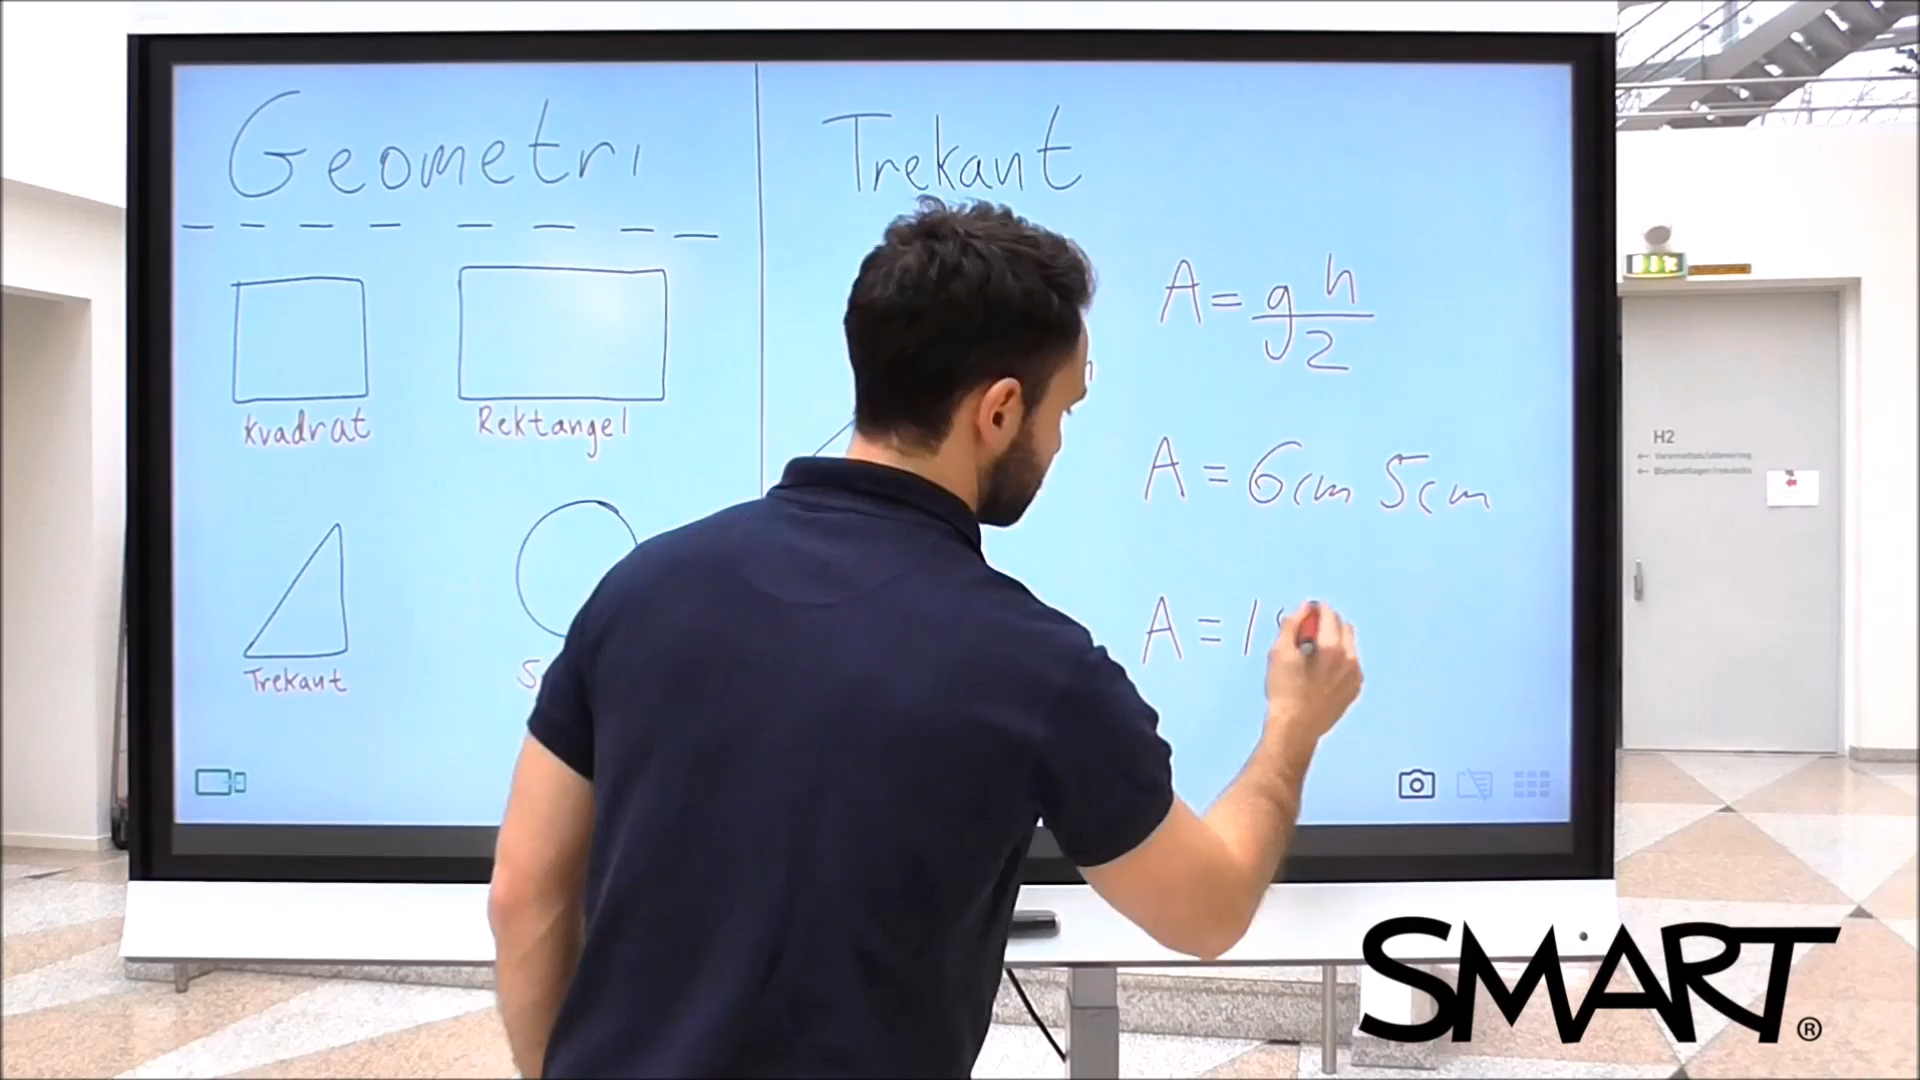 Geometri
Kvadrat
Rektangel
Trekant
Trekant
A = g h
2
A = 6cm 5cm
A = 1
H2
SMART®